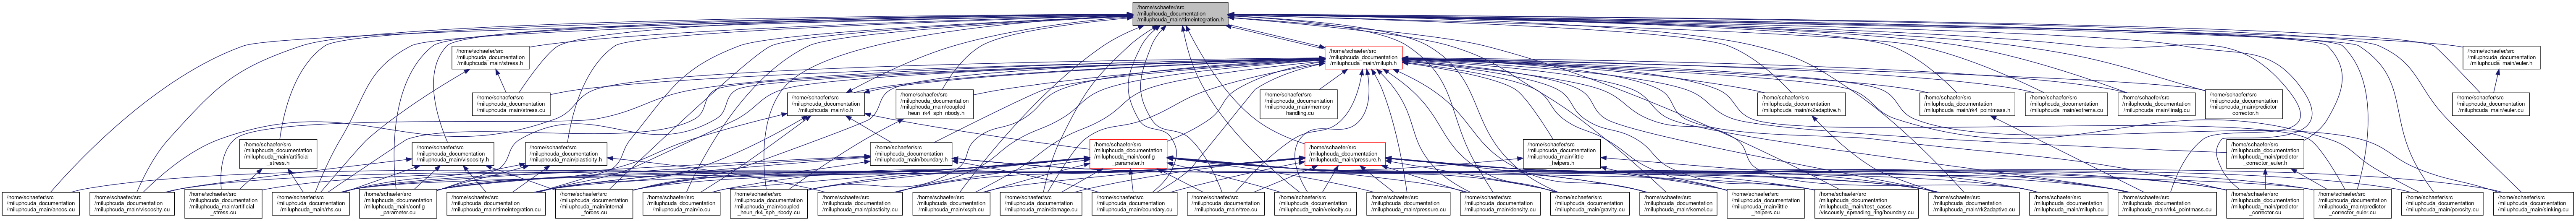 /home/schaefer/src
/miluphcuda_documentation
/miluphcuda_main/timeintegration.h
/home/schaefer/src
/miluphcuda_documentation
/miluphcuda_main/stress.h
/home/schaefer/src
/miluphcuda_documentation
/miluphcuda_main/miluph.h
/home/schaefer/src
/miluphcuda_documentation
/miluphcuda_main/euler.h
/home/schaefer/src
/miluphcuda_documentation
/miluphcuda_main/stress.cu
/home/schaefer/src
/miluphcuda_documentation
/miluphcuda_main/io.h
/home/schaefer/src
/miluphcuda_documentation
/miluphcuda_main/coupled
_heun_rk4_sph_nbody.h
/home/schaefer/src
/miluphcuda_documentation
/miluphcuda_main/memory
_handling.cu
/home/schaefer/src
/miluphcuda_documentation
/miluphcuda_main/rk2adaptive.h
/home/schaefer/src
/miluphcuda_documentation
/miluphcuda_main/rk4_pointmass.h
/home/schaefer/src
/miluphcuda_documentation
/miluphcuda_main/extrema.cu
/home/schaefer/src
/miluphcuda_documentation
/miluphcuda_main/linalg.cu
/home/schaefer/src
/miluphcuda_documentation
/miluphcuda_main/predictor
_corrector.h
/home/schaefer/src
/miluphcuda_documentation
/miluphcuda_main/euler.cu
/home/schaefer/src
/miluphcuda_documentation
/miluphcuda_main/artificial
_stress.h
/home/schaefer/src
/miluphcuda_documentation
/miluphcuda_main/viscosity.h
/home/schaefer/src
/miluphcuda_documentation
/miluphcuda_main/plasticity.h
/home/schaefer/src
/miluphcuda_documentation
/miluphcuda_main/boundary.h
/home/schaefer/src
/miluphcuda_documentation
/miluphcuda_main/config
_parameter.h
/home/schaefer/src
/miluphcuda_documentation
/miluphcuda_main/pressure.h
/home/schaefer/src
/miluphcuda_documentation
/miluphcuda_main/little
_helpers.h
/home/schaefer/src
/miluphcuda_documentation
/miluphcuda_main/predictor
_corrector_euler.h
/home/schaefer/src
/miluphcuda_documentation
/miluphcuda_main/aneos.cu
/home/schaefer/src
/miluphcuda_documentation
/miluphcuda_main/viscosity.cu
/home/schaefer/src
/miluphcuda_documentation
/miluphcuda_main/artificial
_stress.cu
/home/schaefer/src
/miluphcuda_documentation
/miluphcuda_main/rhs.cu
/home/schaefer/src
/miluphcuda_documentation
/miluphcuda_main/config
_parameter.cu
/home/schaefer/src
/miluphcuda_documentation
/miluphcuda_main/timeintegration.cu
/home/schaefer/src
/miluphcuda_documentation
/miluphcuda_main/internal
_forces.cu
/home/schaefer/src
/miluphcuda_documentation
/miluphcuda_main/io.cu
/home/schaefer/src
/miluphcuda_documentation
/miluphcuda_main/coupled
_heun_rk4_sph_nbody.cu
/home/schaefer/src
/miluphcuda_documentation
/miluphcuda_main/plasticity.cu
/home/schaefer/src
/miluphcuda_documentation
/miluphcuda_main/xsph.cu
/home/schaefer/src
/miluphcuda_documentation
/miluphcuda_main/damage.cu
/home/schaefer/src
/miluphcuda_documentation
/miluphcuda_main/boundary.cu
/home/schaefer/src
/miluphcuda_documentation
/miluphcuda_main/tree.cu
/home/schaefer/src
/miluphcuda_documentation
/miluphcuda_main/velocity.cu
/home/schaefer/src
/miluphcuda_documentation
/miluphcuda_main/pressure.cu
/home/schaefer/src
/miluphcuda_documentation
/miluphcuda_main/density.cu
/home/schaefer/src
/miluphcuda_documentation
/miluphcuda_main/gravity.cu
/home/schaefer/src
/miluphcuda_documentation
/miluphcuda_main/kernel.cu
/home/schaefer/src
/miluphcuda_documentation
/miluphcuda_main/little
_helpers.cu
/home/schaefer/src
/miluphcuda_documentation
/miluphcuda_main/test_cases
/viscously_spreading_ring/boundary.cu
/home/schaefer/src
/miluphcuda_documentation
/miluphcuda_main/rk2adaptive.cu
/home/schaefer/src
/miluphcuda_documentation
/miluphcuda_main/miluph.cu
/home/schaefer/src
/miluphcuda_documentation
/miluphcuda_main/rk4_pointmass.cu
/home/schaefer/src
/miluphcuda_documentation
/miluphcuda_main/predictor
_corrector.cu
/home/schaefer/src
/miluphcuda_documentation
/miluphcuda_main/predictor
_corrector_euler.cu
/home/schaefer/src
/miluphcuda_documentation
/miluphcuda_main/porosity.cu
/home/schaefer/src
/miluphcuda_documentation
/miluphcuda_main/sinking.cu